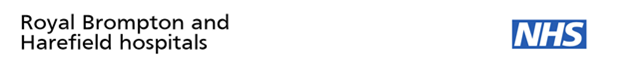 Royal Brompton and
Harefield hospitals
NHS